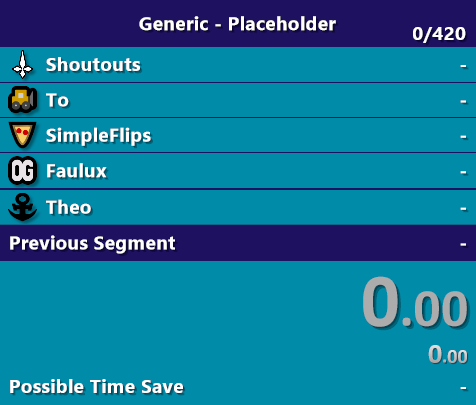 Generic - Placeholder
0/420
Shoutouts -
To -
SimpleFlips -
OG Faulux -
Theo -
Previous Segment -
0.00
0.00
Possible Time Save -